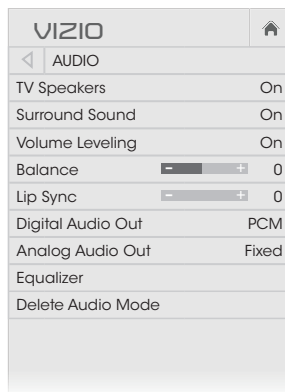 VIZIO
AUDIO
TV Speakers On
Surround Sound On
Volume Leveling On
Balance - + 0
Lip Sync - + 0
Digital Audio Out PCM
Analog Audio Out Fixed
Equalizer
Delete Audio Mode